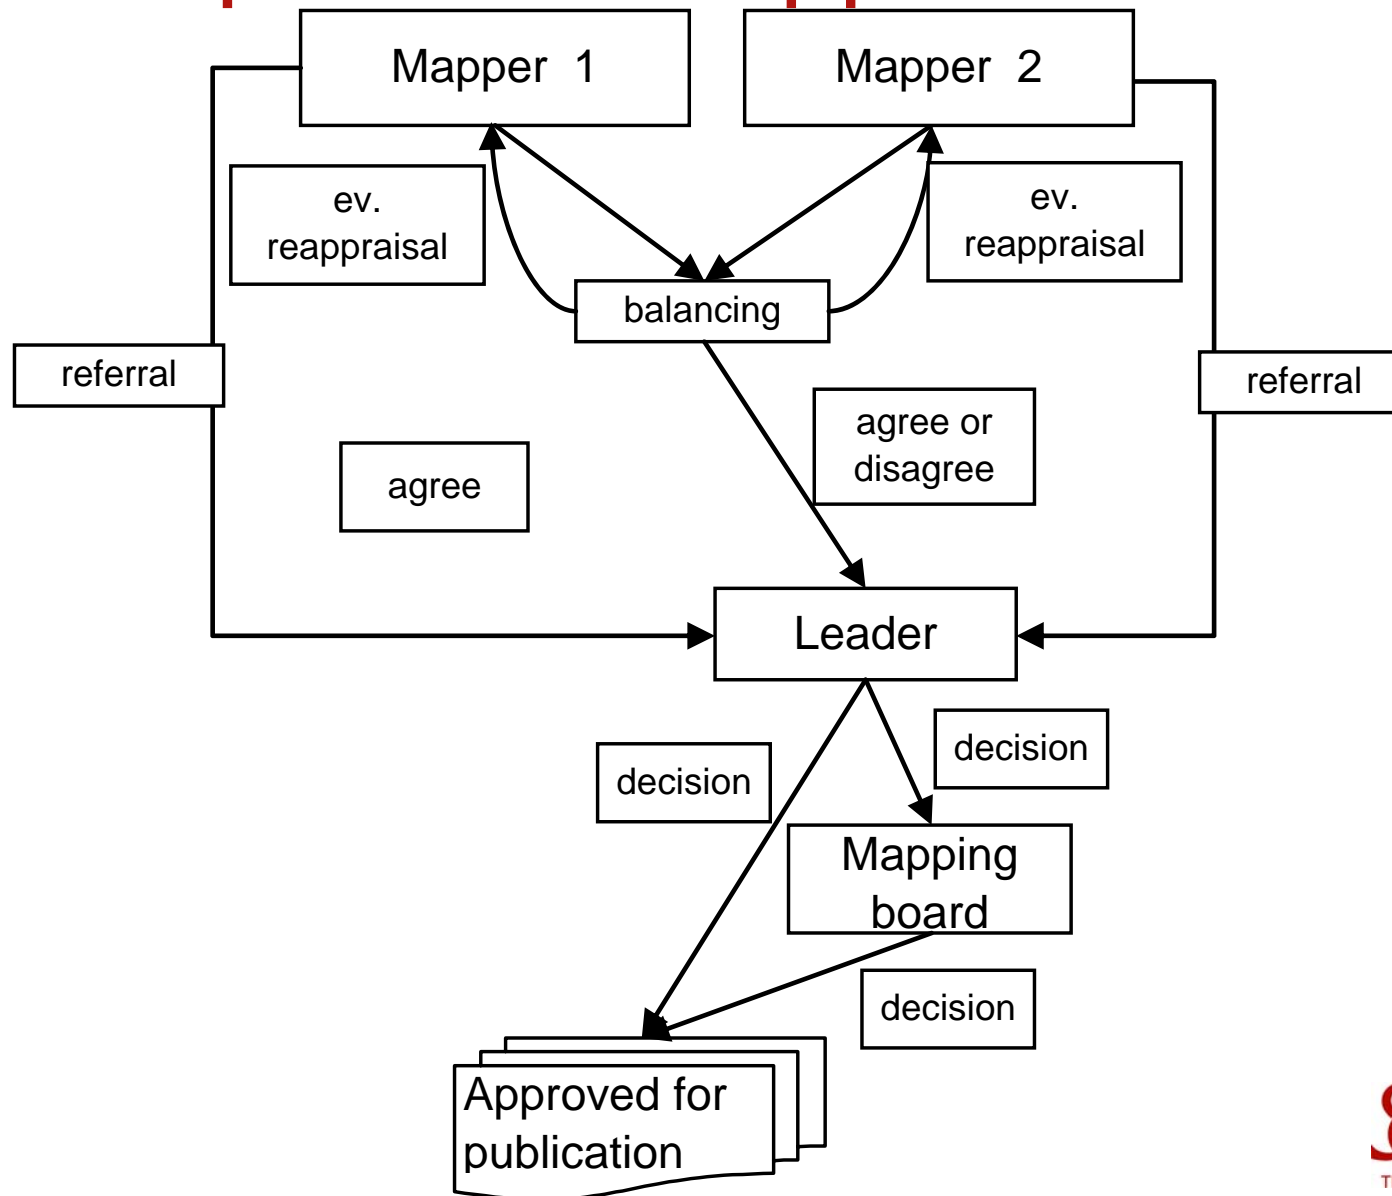 Mapper 1
Mapper 2
ev.
reappraisal
ev.
reappraisal
balancing
referral
referral
agree or
disagree
agree
Leader
decision
decision
Mapping
board
decision
Approved for
publication